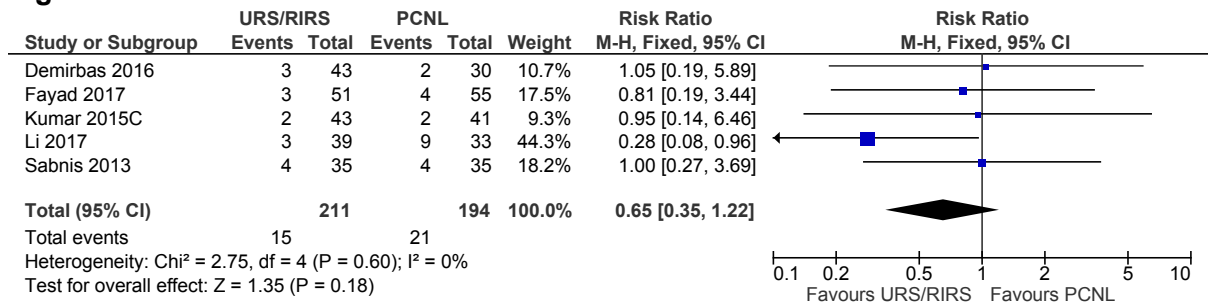 URS/RIRS PCNL Risk Ratio Risk Ratio
Study or Subgroup Events Total Events Total Weight M-H, Fixed, 95% CI M-H, Fixed, 95% CI
Demirbas 2016 3 43 2 30 10.7% 1.05 [0.19, 5.89]
Fayad 2017 3 51 4 55 17.5% 0.81 [0.19, 3.44]
Kumar 2015C 2 43 2 41 9.3% 0.95 [0.14, 6.46]
Li 2017 3 39 9 33 44.3% 0.28 [0.08, 0.96]
Sabnis 2013 4 35 4 35 18.2% 1.00 [0.27, 3.69]
Total (95% CI) 211 194 100.0% 0.65 [0.35, 1.22]
Total events 15 21
Heterogeneity: Chi² = 2.75, df = 4 (P = 0.60); I² = 0%
Test for overall effect: Z = 1.35 (P = 0.18)
0.1 0.2 0.5 1 2 5 10
Favours URS/RIRS Favours PCNL